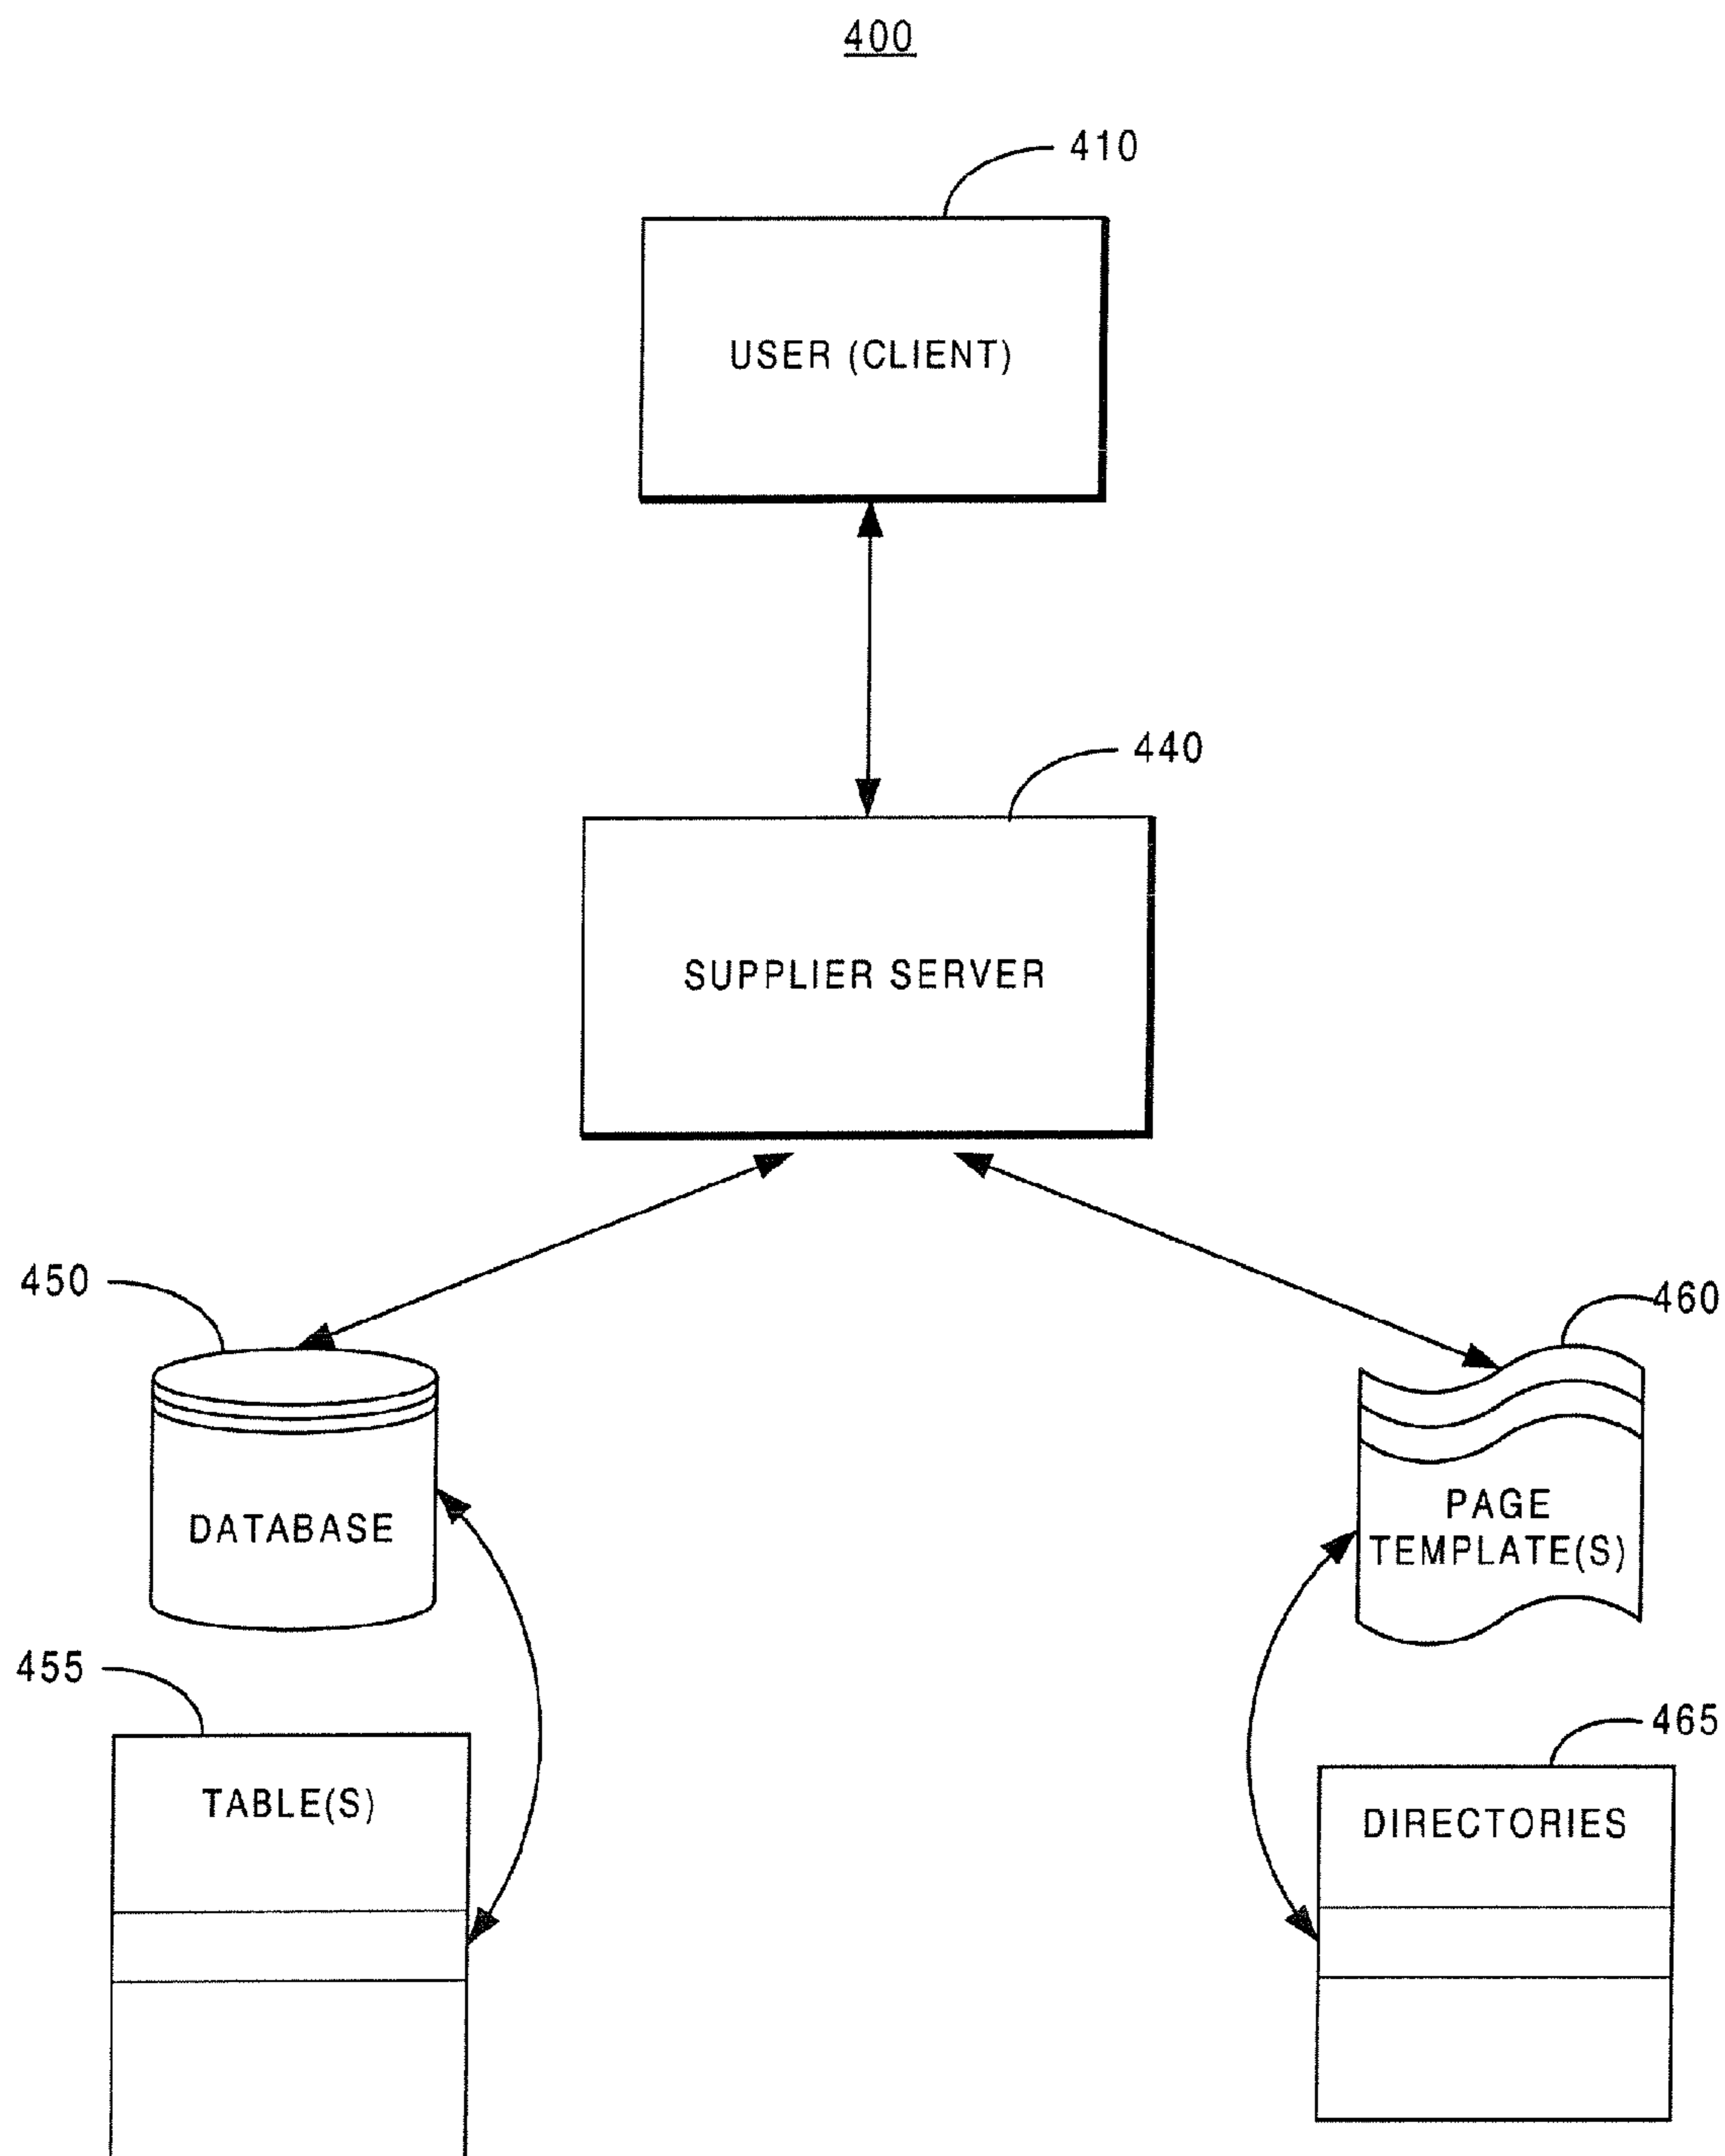 400
410
USER (CLIENT)
440
SUPPLIER SERVER
450
460
DATABASE
PAGE
TEMPLATE(S)
455
465
TABLE(S)
DIRECTORIES